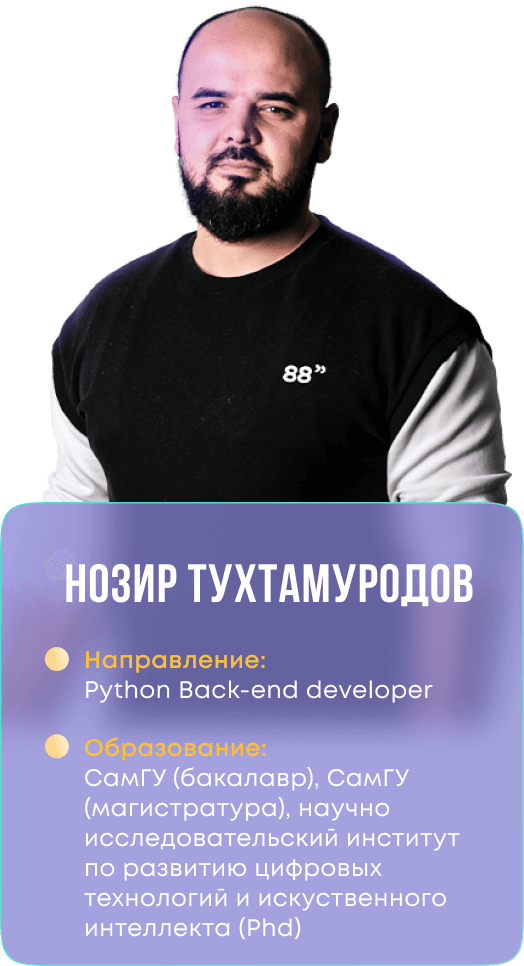 88”
НОЗИР ТУХТАМУРОДОВ
Направление:
Python Back-end developer
Образование:
СамГУ (бакалавр), СамГУ
(магистратура), научно
исследовательский институт
по развитию цифровых
технологий и искуственного
интеллекта (Phd)